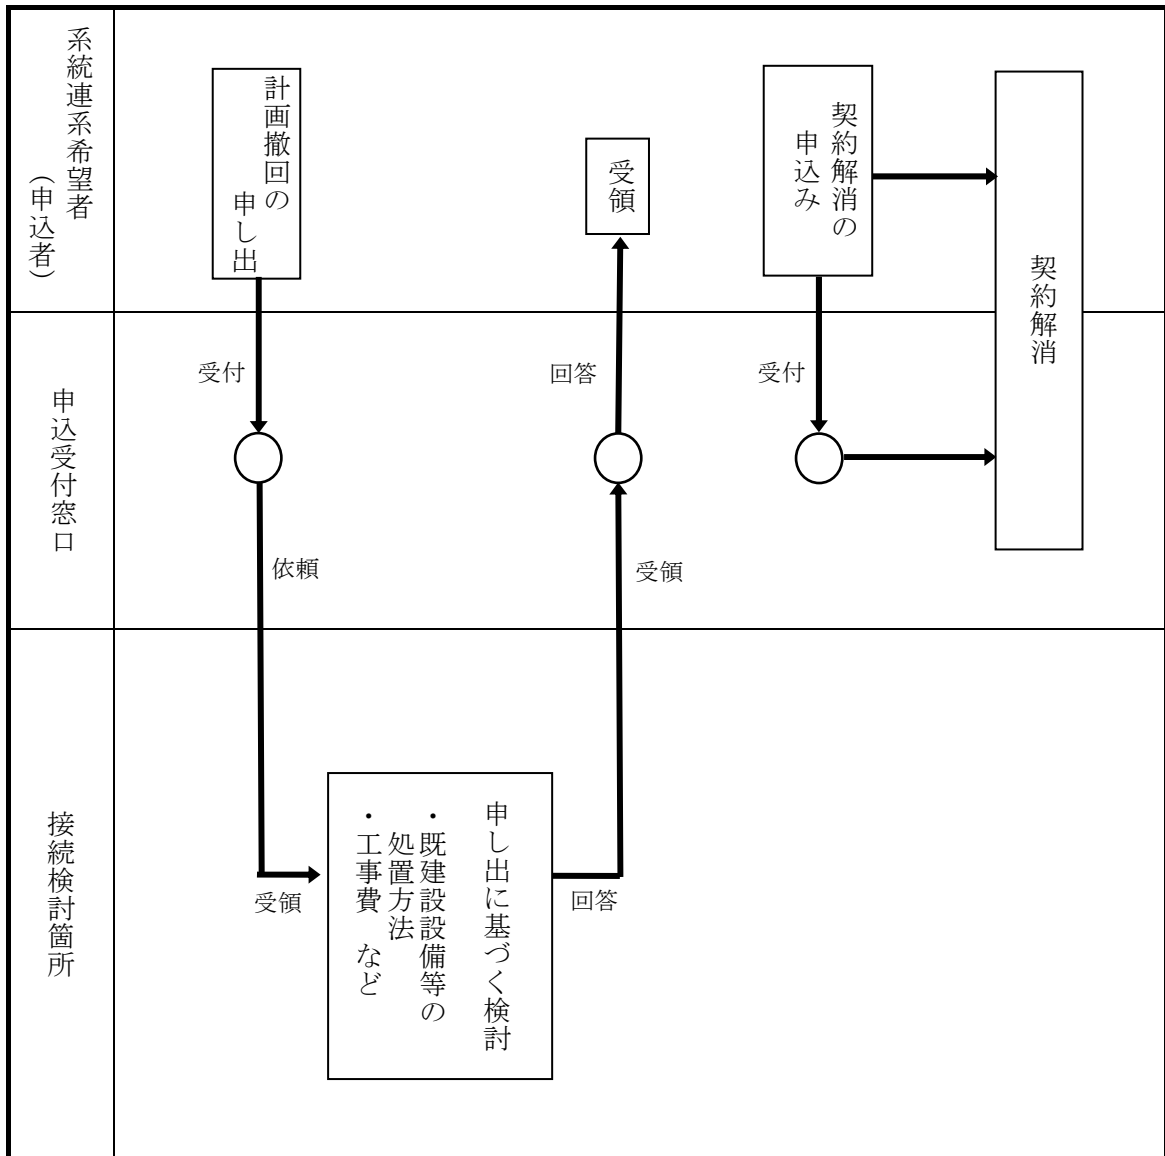 系統連系希望者
(申込者)
計画撤回の
申し出
受領
契約解消の
申込み
契約解消
申込受付窓口
受付
回答
受付
依頼
受領
接続検討箇所
受領
申し出に基づく検討
・既建設設備等の
処置方法
・工事費 など
回答